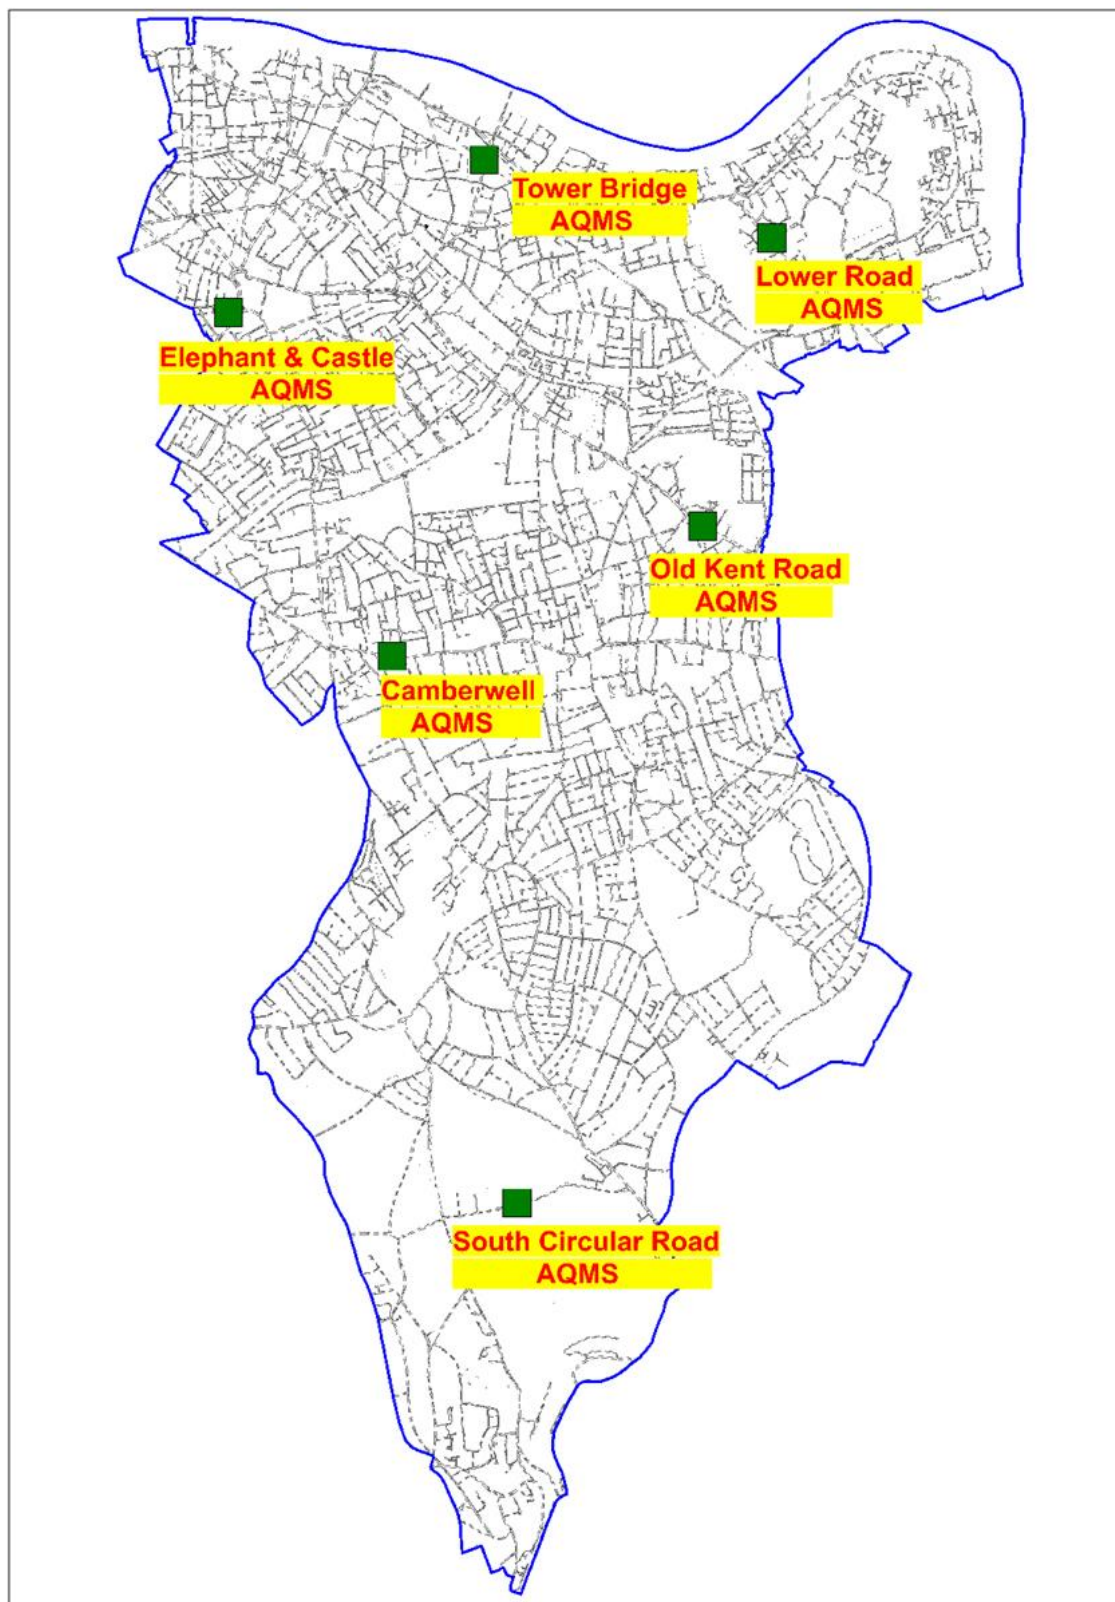 Tower Bridge
AQMS
Lower Road
AQMS
Elephant & Castle
AQMS
Old Kent Road
AQMS
Camberwell
AQMS
South Circular Road
AQMS